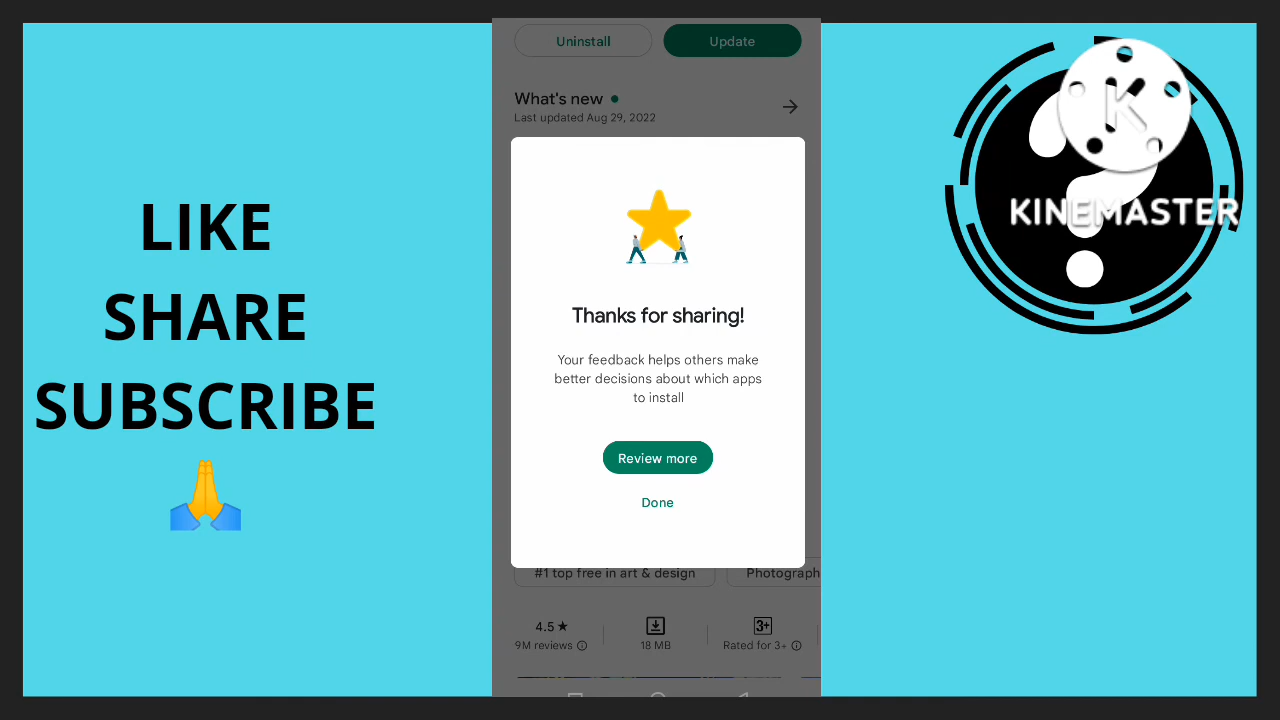 LIKE
SHARE
SUBSCRIBE
Uninstall
Update
What's new
Last updated Aug 29, 2022
Thanks for sharing!
Your feedback helps others make
better decisions about which apps
to install
Review more
Done
#1 top free in art & design
Photograph
4.5★
9M reviews
18 MB
3+
Rated for 3+
K
KINEMASTER
?